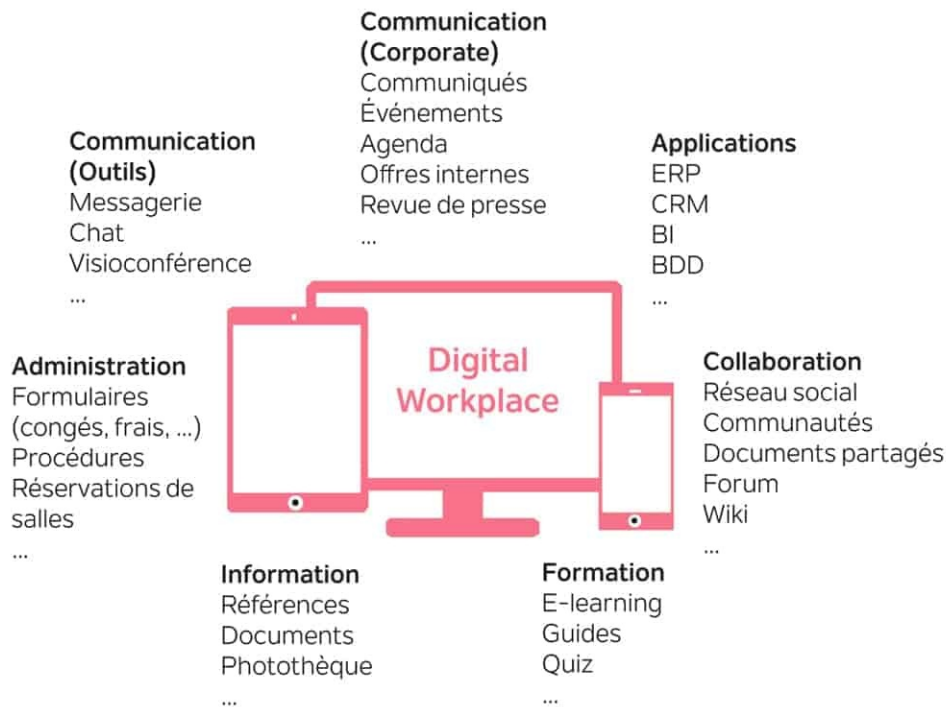 Communication
(Corporate)
Communiqués
Événements
Agenda
Offres internes
Revue de presse
...
Communication
(Outils)
Messagerie
Chat
Visioconférence
...
Applications
ERP
CRM
BI
BDD
...
Digital
Workplace
Administration
Formulaires
(congés, frais, ...)
Procédures
Réservations de
salles
...
Collaboration
Réseau social
Communautés
Documents partagés
Forum
Wiki
...
Information
Références
Documents
Photothèque
...
Formation
E-learning
Guides
Quiz
...